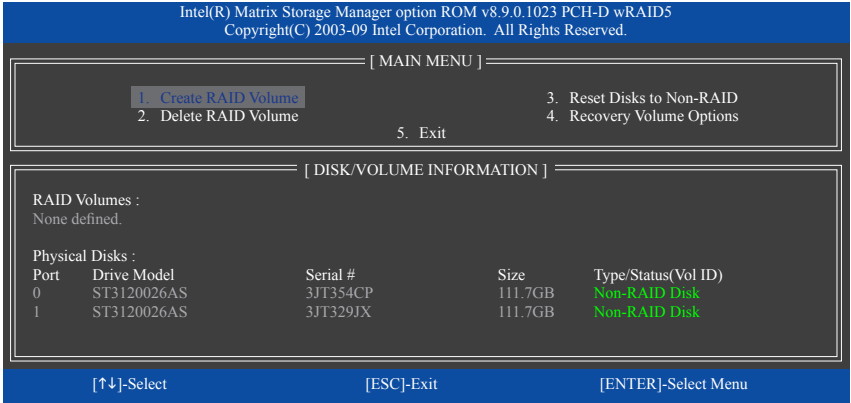 Intel(R) Matrix Storage Manager option ROM v8.9.0.1023 PCH-D wRAID5
Copyright(C) 2003-09 Intel Corporation.  All Rights Reserved.
[ MAIN MENU ]
1. Create RAID Volume 3. Reset Disks to Non-RAID
2. Delete RAID Volume 4. Recovery Volume Options
5. Exit
[ DISK/VOLUME INFORMATION ]
RAID Volumes :
None defined.
Physical Disks :
Port Drive Model Serial # Size Type/Status(Vol ID)
0 ST3120026AS 3JT354CP 111.7GB Non-RAID Disk
1 ST3120026AS 3JT329JX 111.7GB Non-RAID Disk
[↑↓]-Select [ESC]-Exit [ENTER]-Select Menu